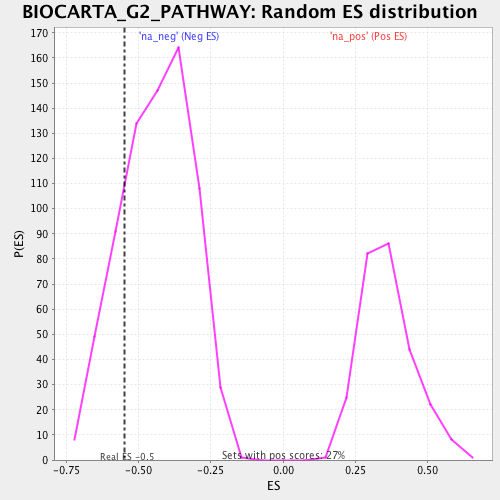 BIOCARTA_G2_PATHWAY: Random ES distribution
'na_neg' (Neg ES)
'na_pos' (Pos ES)
170
160
150
140
130
120
110
100
90
80
70
60
50
40
30
20
10
0
P(ES)
Real ES -0.5
Sets with pos scores: 27%
-0.75 -0.50 -0.25 0.00 0.25 0.50
ES